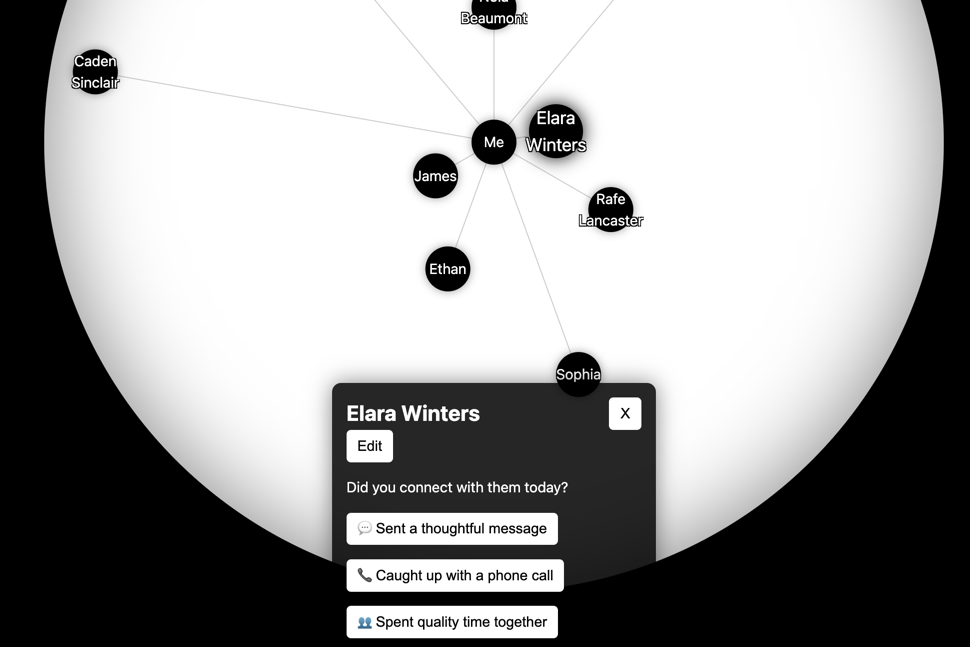 Beaumont
Caden
Sinclair
Elara
Winters
Me
James
Rafe
Lancaster
Ethan
Sophia
Elara Winters
X
Edit
Did you connect with them today?
Sent a thoughtful message
Caught up with a phone call
Spent quality time together